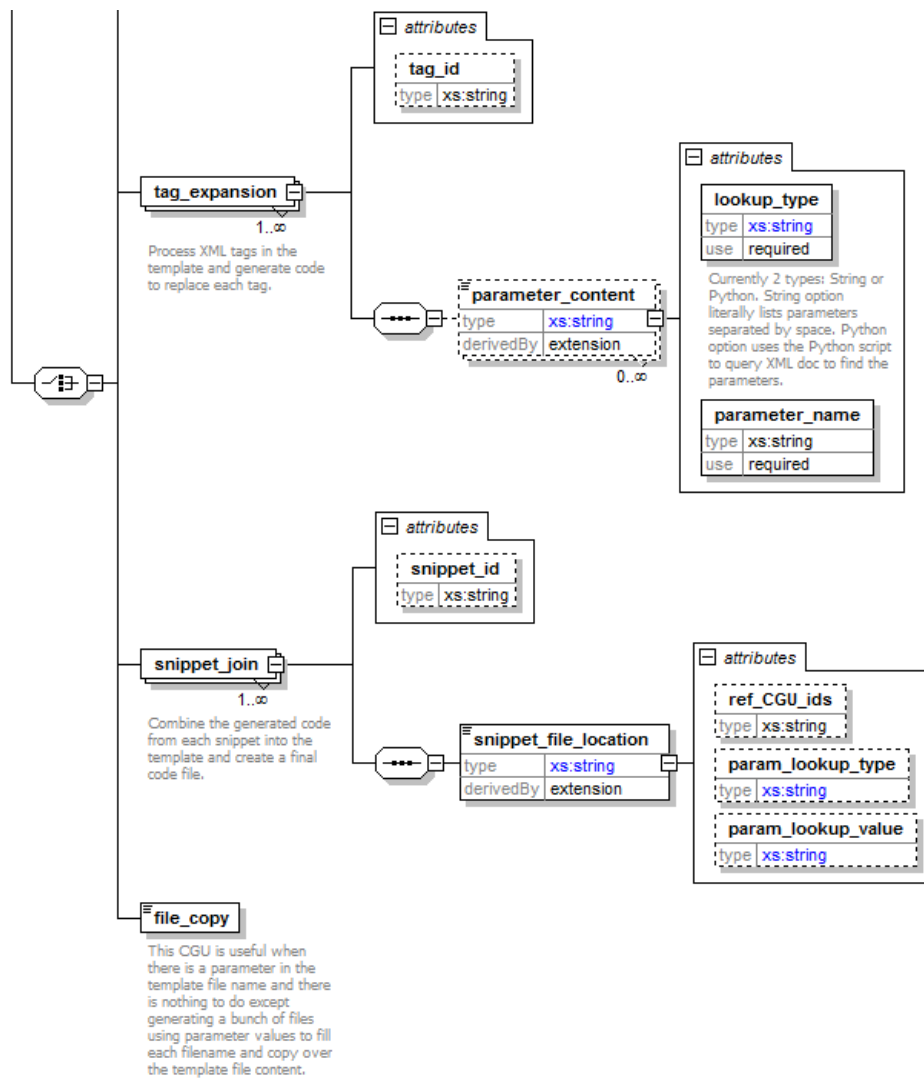 attributes
tag_id
type xs:string
tag_expansion
1..∞
Process XML tags in the
template and generate code
to replace each tag.
parameter_content
type xs:string
derivedBy extension
0..∞
attributes
lookup_type
type xs:string
use required
Currently 2 types: String or
Python. String option
literally lists parameters
separated by space. Python
option uses the Python script
to query XML doc to find the
parameters.
parameter_name
type xs:string
use required
attributes
snippet_id
type xs:string
snippet_join
1..∞
Combine the generated code
from each snippet into the
template and create a final
code file.
snippet_file_location
type xs:string
derivedBy extension
attributes
ref_CGU_ids
type xs:string
param_lookup_type
type xs:string
param_lookup_value
type xs:string
file_copy
This CGU is useful when
there is a parameter in the
template file name and there
is nothing to do except
generating a bunch of files
using parameter values to fill
each filename and copy over
the template file content.